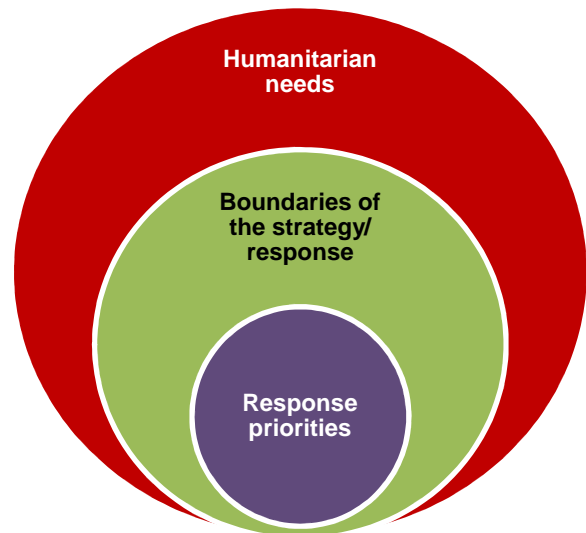 Humanitarian
needs
Boundaries of
the strategy/
response
Response
priorities